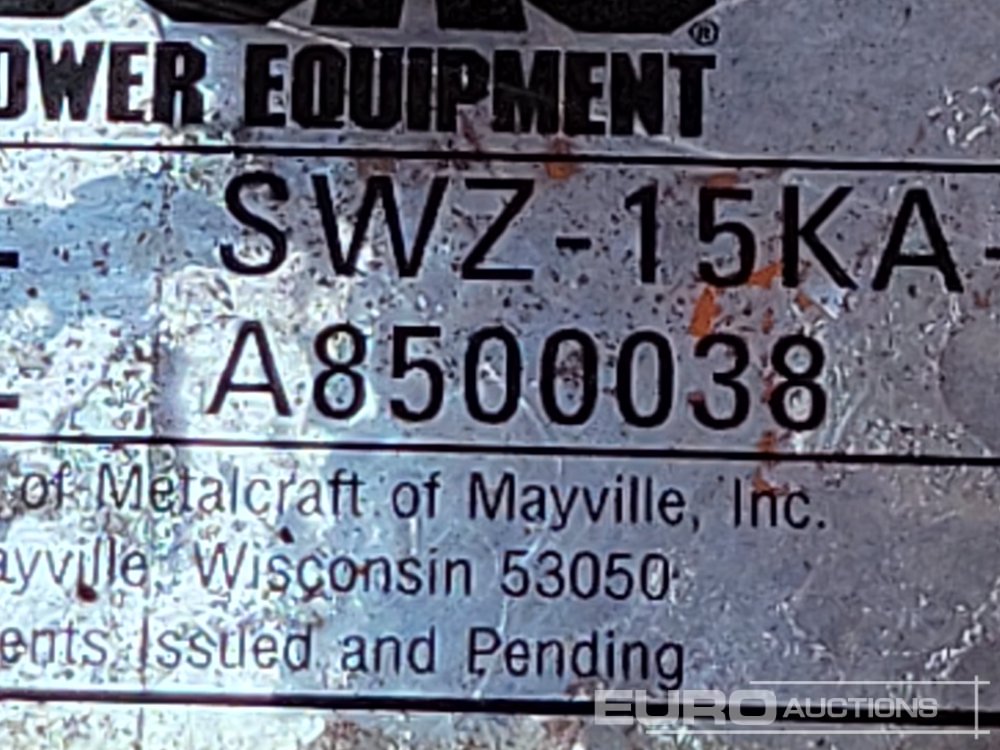 OWER EQUIPMENT
SWZ-15KA-
A8500038
of Metalcraft of Mayville, Inc.
ayville, Wisconsin 53050
ents Issued and Pending
EURO AUCTIONS